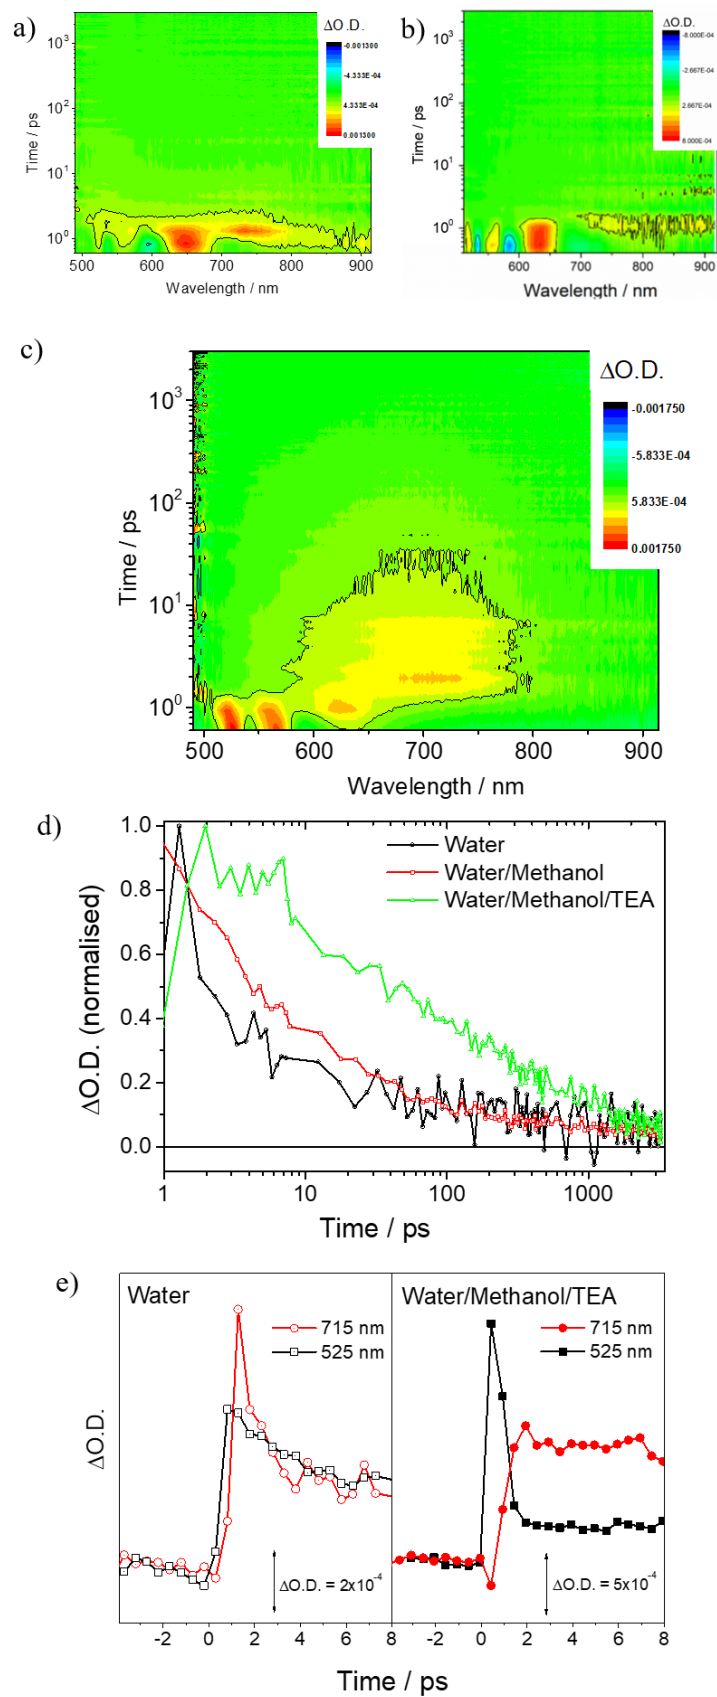 a)
ΔO.D.
-0.001300
-4.333E-04
4.333E-04
0.001300
10³
10²
10¹
10⁰
Time / ps
500 600 700 800 900
Wavelength / nm
b)
ΔO.D.
-8.000E-04
-2.667E-04
2.667E-04
8.000E-04
10³
10²
10¹
10⁰
Time / ps
600 700 800 900
Wavelength / nm
c)
ΔO.D.
-0.001750
-5.833E-04
5.833E-04
0.001750
10³
10²
10¹
10⁰
Time / ps
500 600 700 800 900
Wavelength / nm
d)
1.0
0.8
0.6
0.4
0.2
0.0
ΔO.D. (normalised)
Water
Water/Methanol
Water/Methanol/TEA
1 10 100 1000
Time / ps
e)
Water
715 nm
525 nm
ΔO.D. = 2x10⁻⁴
Water/Methanol/TEA
715 nm
525 nm
ΔO.D. = 5x10⁻⁴
ΔO.D.
-2 0 2 4 6 8
-2 0 2 4 6 8
Time / ps